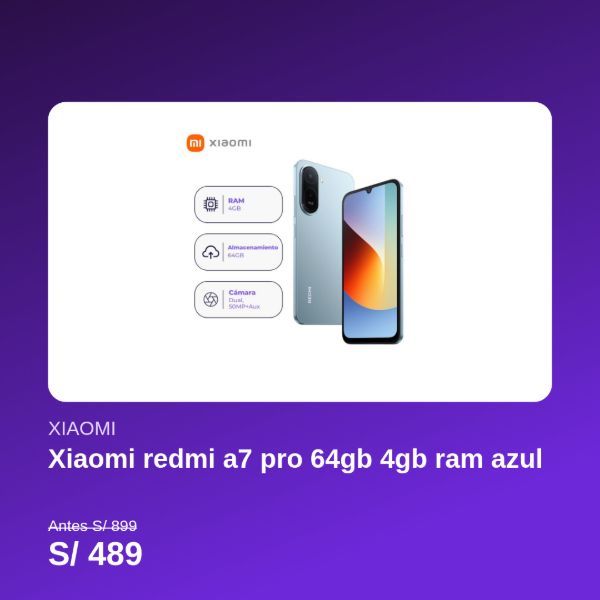 xiaomi
RAM
4GB
Almacenamiento
64GB
Cámara
Dual,
50MP+Aux
REDMI
XIAOMI
Xiaomi redmi a7 pro 64gb 4gb ram azul
Antes S/ 899
S/ 489